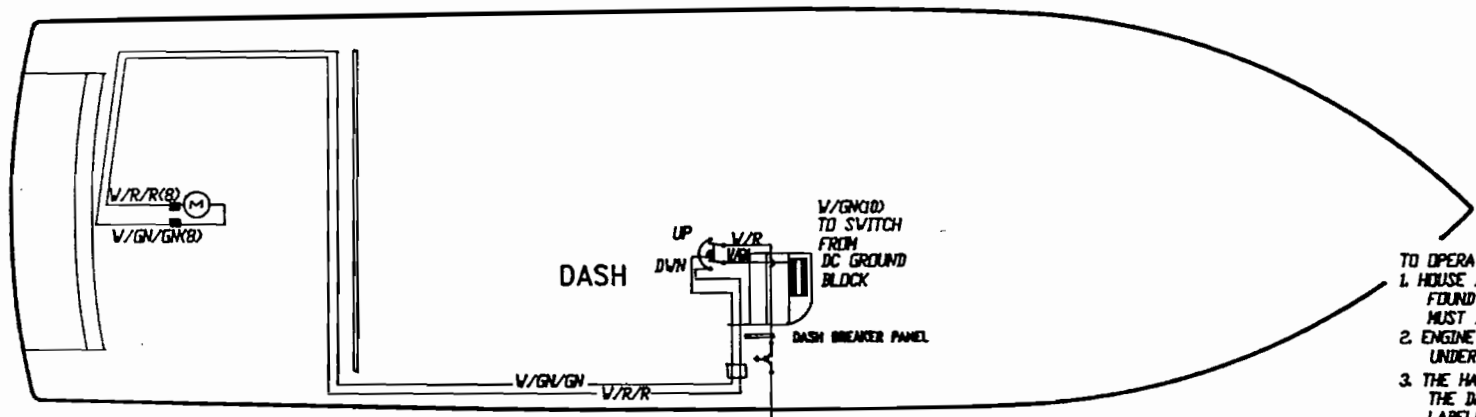 W/R/R(8)
M
W/GN/GN(8)
UP
DWN
W/R
DASH
W/GN(10)
TO SWITCH
FROM
DC GROUND
BLOCK
DASH BREAKER PANEL
W/GN/GN
W/R/R
TO OPERA
1. HOUSE
FOUND
MUST
2. ENGINE
UNDER
3. THE HA
THE D
LABEL